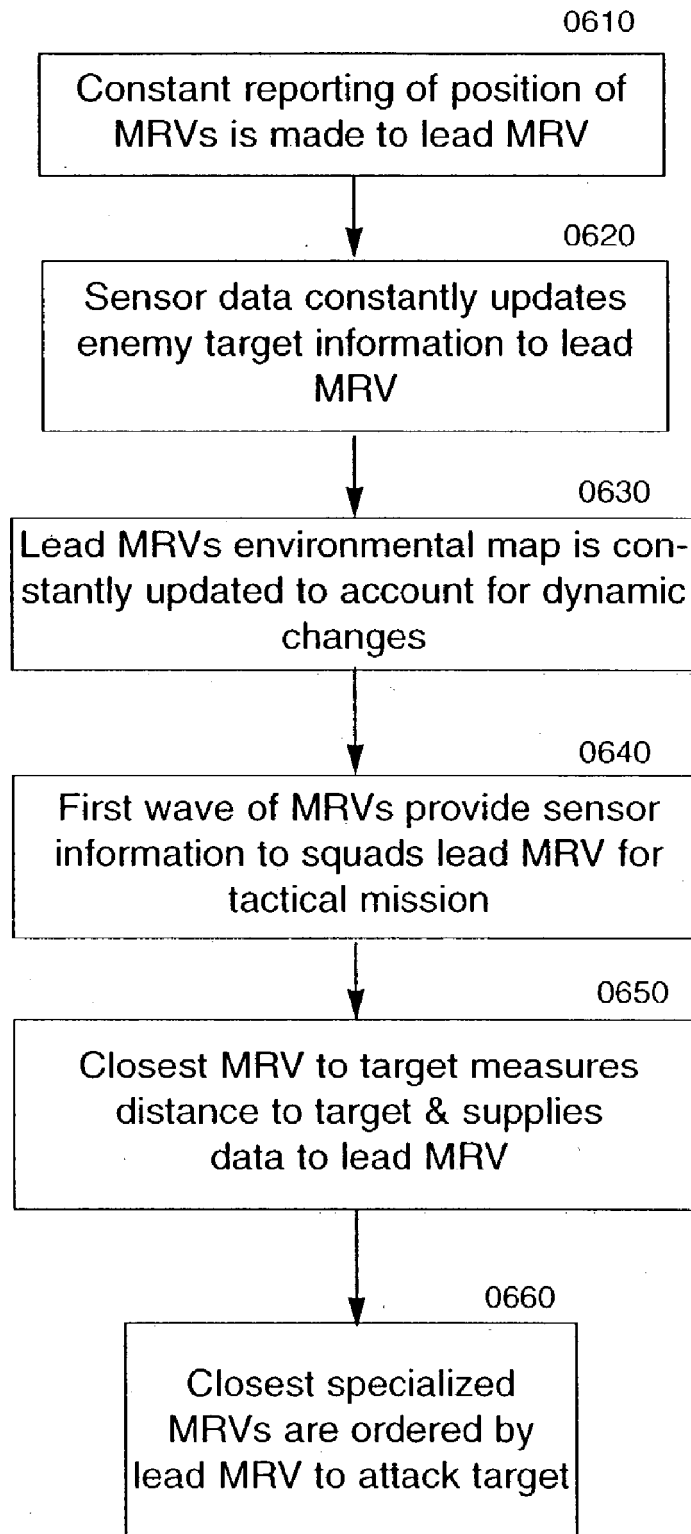 0610
Constant reporting of position of
MRVs is made to lead MRV
0620
Sensor data constantly updates
enemy target information to lead
MRV
0630
Lead MRVs environmental map is con-
stantly updated to account for dynamic
changes
0640
First wave of MRVs provide sensor
information to squads lead MRV for
tactical mission
0650
Closest MRV to target measures
distance to target & supplies
data to lead MRV
0660
Closest specialized
MRVs are ordered by
lead MRV to attack target